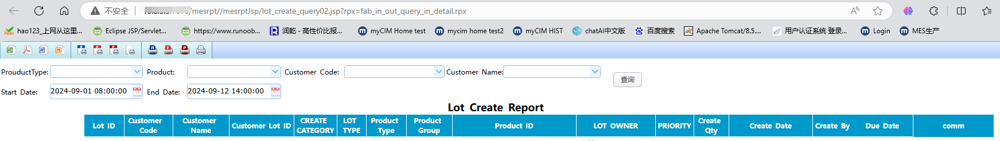 不安全 /mesrpt//mesrptJsp/lot_create_query02.jsp?rpx=fab_in_out_query_in_detail.rpx
hao123_上网从这里... Eclipse JSP/Servlet... https://www.runoob... 润乾 - 高性价比报... myCIM Home test mycim home test2 myCIM HIST chatAI中文版 百度搜索 Apache Tomcat/8.5.... 用户认证系统 登录... Login MES生产
ProuductType: Product: Customer Code: Customer Name: 查询
Start Date: 2024-09-01 08:00:00 End Date: 2024-09-12 14:00:00
Lot Create Report
Lot ID Customer Code Customer Name Customer Lot ID CREATE CATEGORY LOT TYPE Product Type Product Group Product ID LOT OWNER PRIORITY Create Qty Create Date Create By Due Date comm